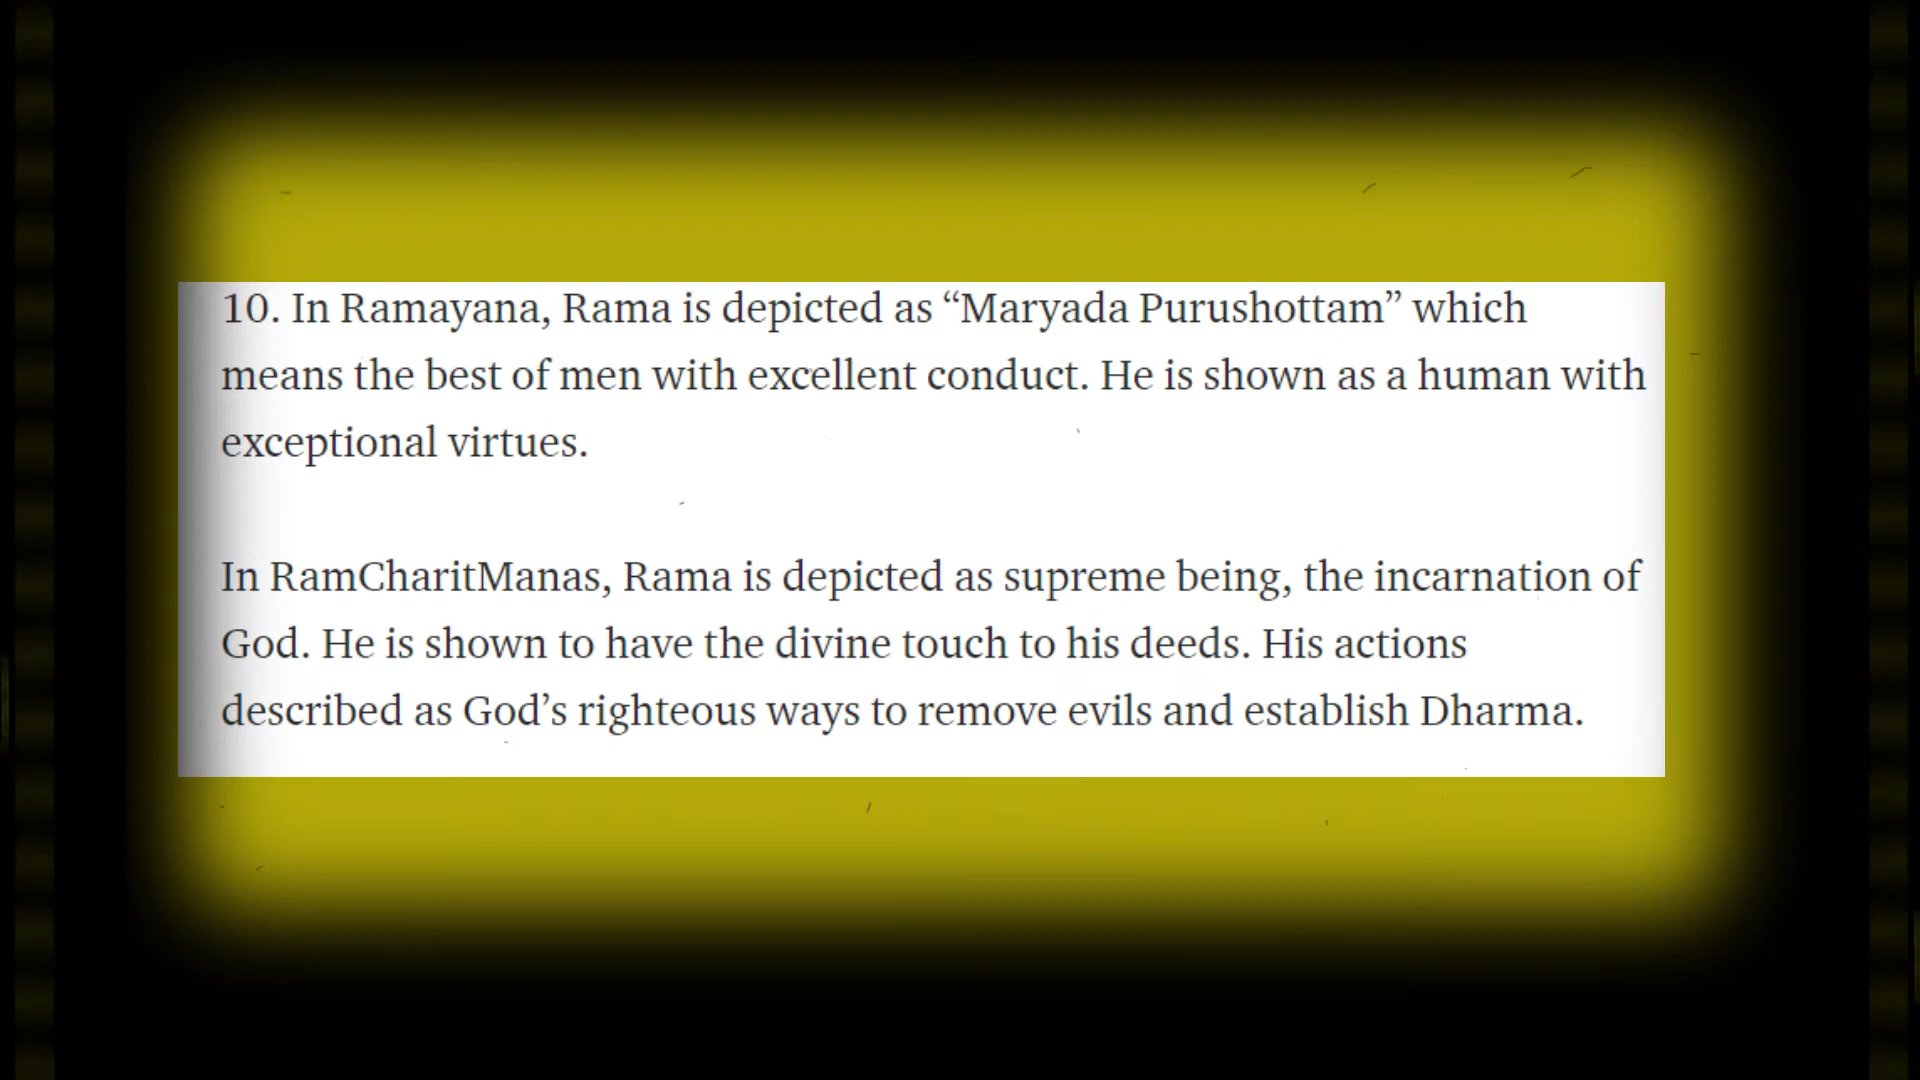 10. In Ramayana, Rama is depicted as “Maryada Purushottam” which
means the best of men with excellent conduct. He is shown as a human with
exceptional virtues.
In RamCharitManas, Rama is depicted as supreme being, the incarnation of
God. He is shown to have the divine touch to his deeds. His actions
described as God’s righteous ways to remove evils and establish Dharma.